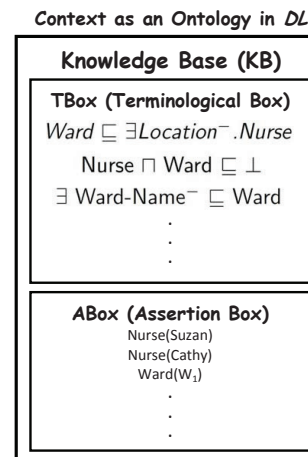 Context as an Ontology in DL
Knowledge Base (KB)
TBox (Terminological Box)
Ward ⊑ ∃Location⁻.Nurse
Nurse ⊓ Ward ⊑ ⊥
∃ Ward-Name⁻ ⊑ Ward
.
.
.
ABox (Assertion Box)
Nurse(Suzan)
Nurse(Cathy)
Ward(W₁)
.
.
.